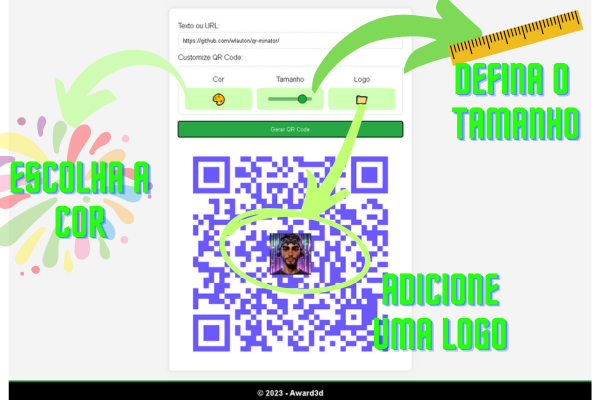 Texto ou URL:
https://github.com/wlauton/qr-minator/
Customize QR Code:
Cor
Tamanho
Logo
Gerar QR Code
DEFINA O
TAMANHO
ESCOLHA A
COR
ADICIONE
UMA LOGO
© 2023 - Award3d